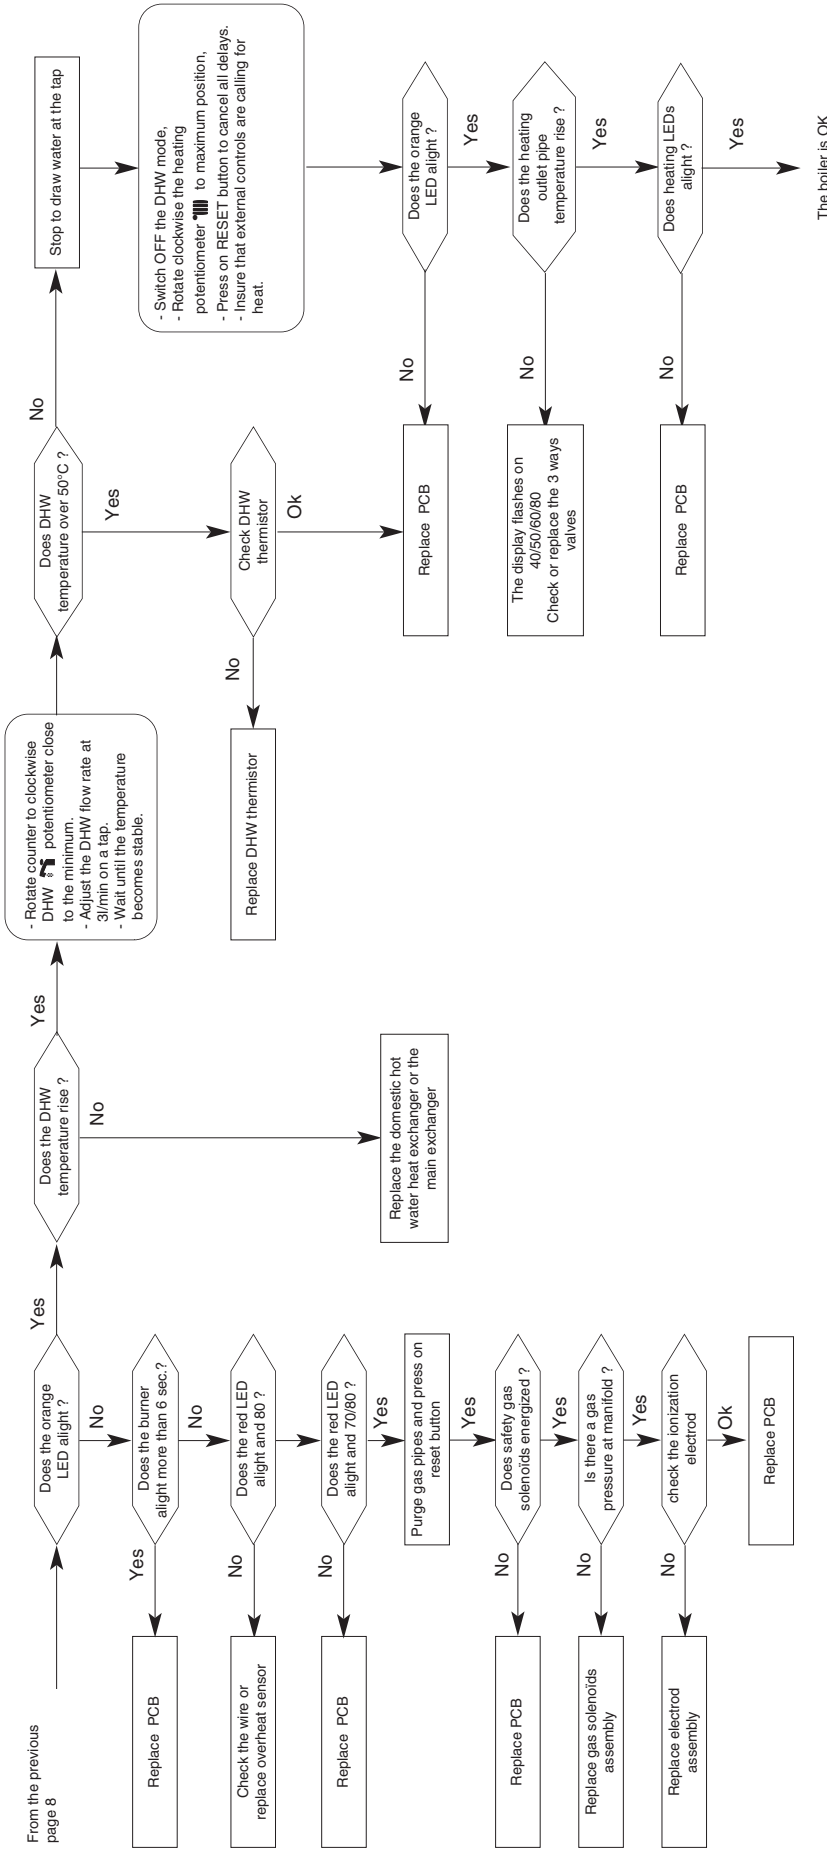 From the previous
page 8
Does the orange
LED alight ?
Yes
No
Does the burner
alight more than 6 sec.?
Yes
Replace PCB
No
Does the red LED
alight and 80 ?
No
Check the wire or
replace overheat sensor
Does the red LED
alight and 70/80 ?
No
Replace PCB
Yes
Purge gas pipes and press on
reset button
Yes
Does safety gas
solenoïds energized ?
No
Replace PCB
Yes
Is there a gas
pressure at manifold ?
No
Replace gas solenoïds
assembly
Yes
check the ionization
electrod
No
Replace electrod
assembly
Ok
Replace PCB
Does the DHW
temperature rise ?
Yes
No
Replace the domestic hot
water heat exchanger or the
main exchanger
- Rotate counter to clockwise
DHW potentiometer close
to the minimum.
- Adjust the DHW flow rate at
3l/min on a tap.
- Wait until the temperature
becomes stable.
Does DHW
temperature over 50°C ?
No
Yes
Check DHW
thermistor
No
Replace DHW thermistor
Ok
Replace PCB
Stop to draw water at the tap
- Switch OFF the DHW mode,
- Rotate clockwise the heating
potentiometer to maximum position,
- Press on RESET button to cancel all delays.
- Insure that external controls are calling for
heat.
Does the orange
LED alight ?
No
Yes
Does the heating
outlet pipe
temperature rise ?
No
The display flashes on
40/50/60/80
Check or replace the 3 ways
valves
Yes
Does heating LEDs
alight ?
No
Replace PCB
Yes
The boiler is OK